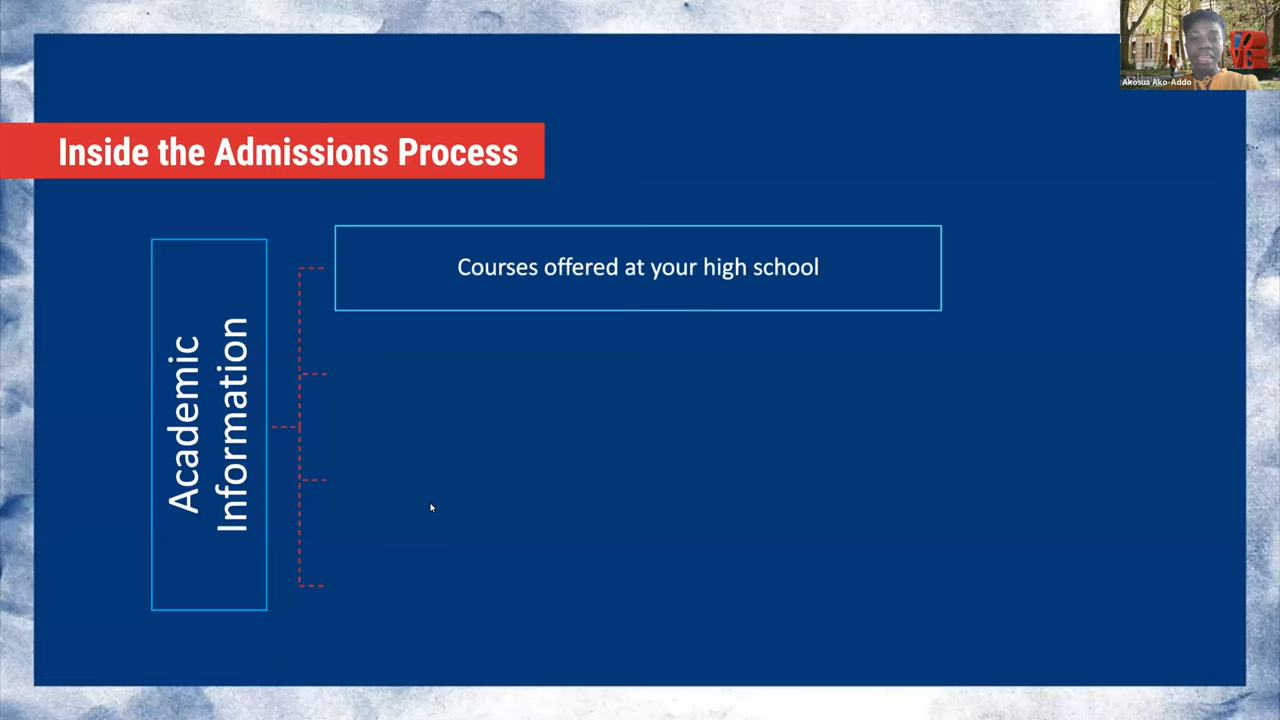 Akosua Ako-Addo
Inside the Admissions Process
Courses offered at your high school
Academic
Information